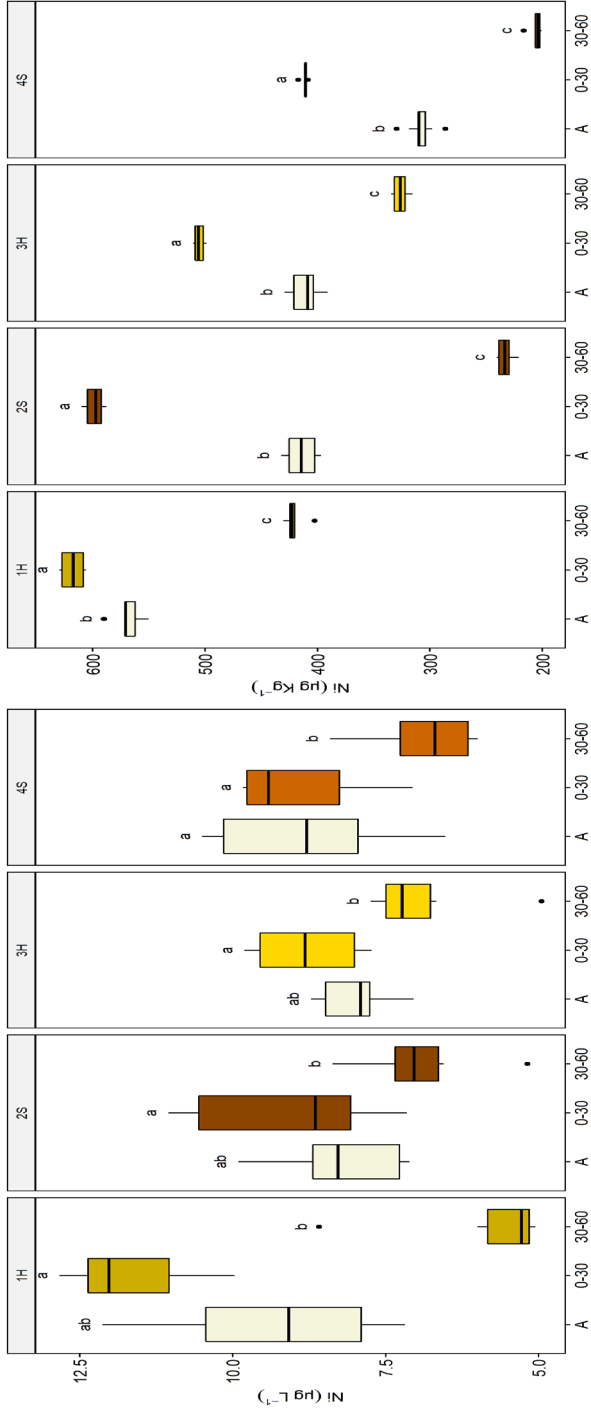 1H 2S 3H 4S
ab a b ab a b ab a b a a b
12.5
10.0
7.5
5.0
Ni (µg L⁻¹)
A 0-30 30-60 A 0-30 30-60 A 0-30 30-60 A 0-30 30-60
1H 2S 3H 4S
b a c b a c b a c b a c
600
500
400
300
200
Ni (µg Kg⁻¹)
A 0-30 30-60 A 0-30 30-60 A 0-30 30-60 A 0-30 30-60